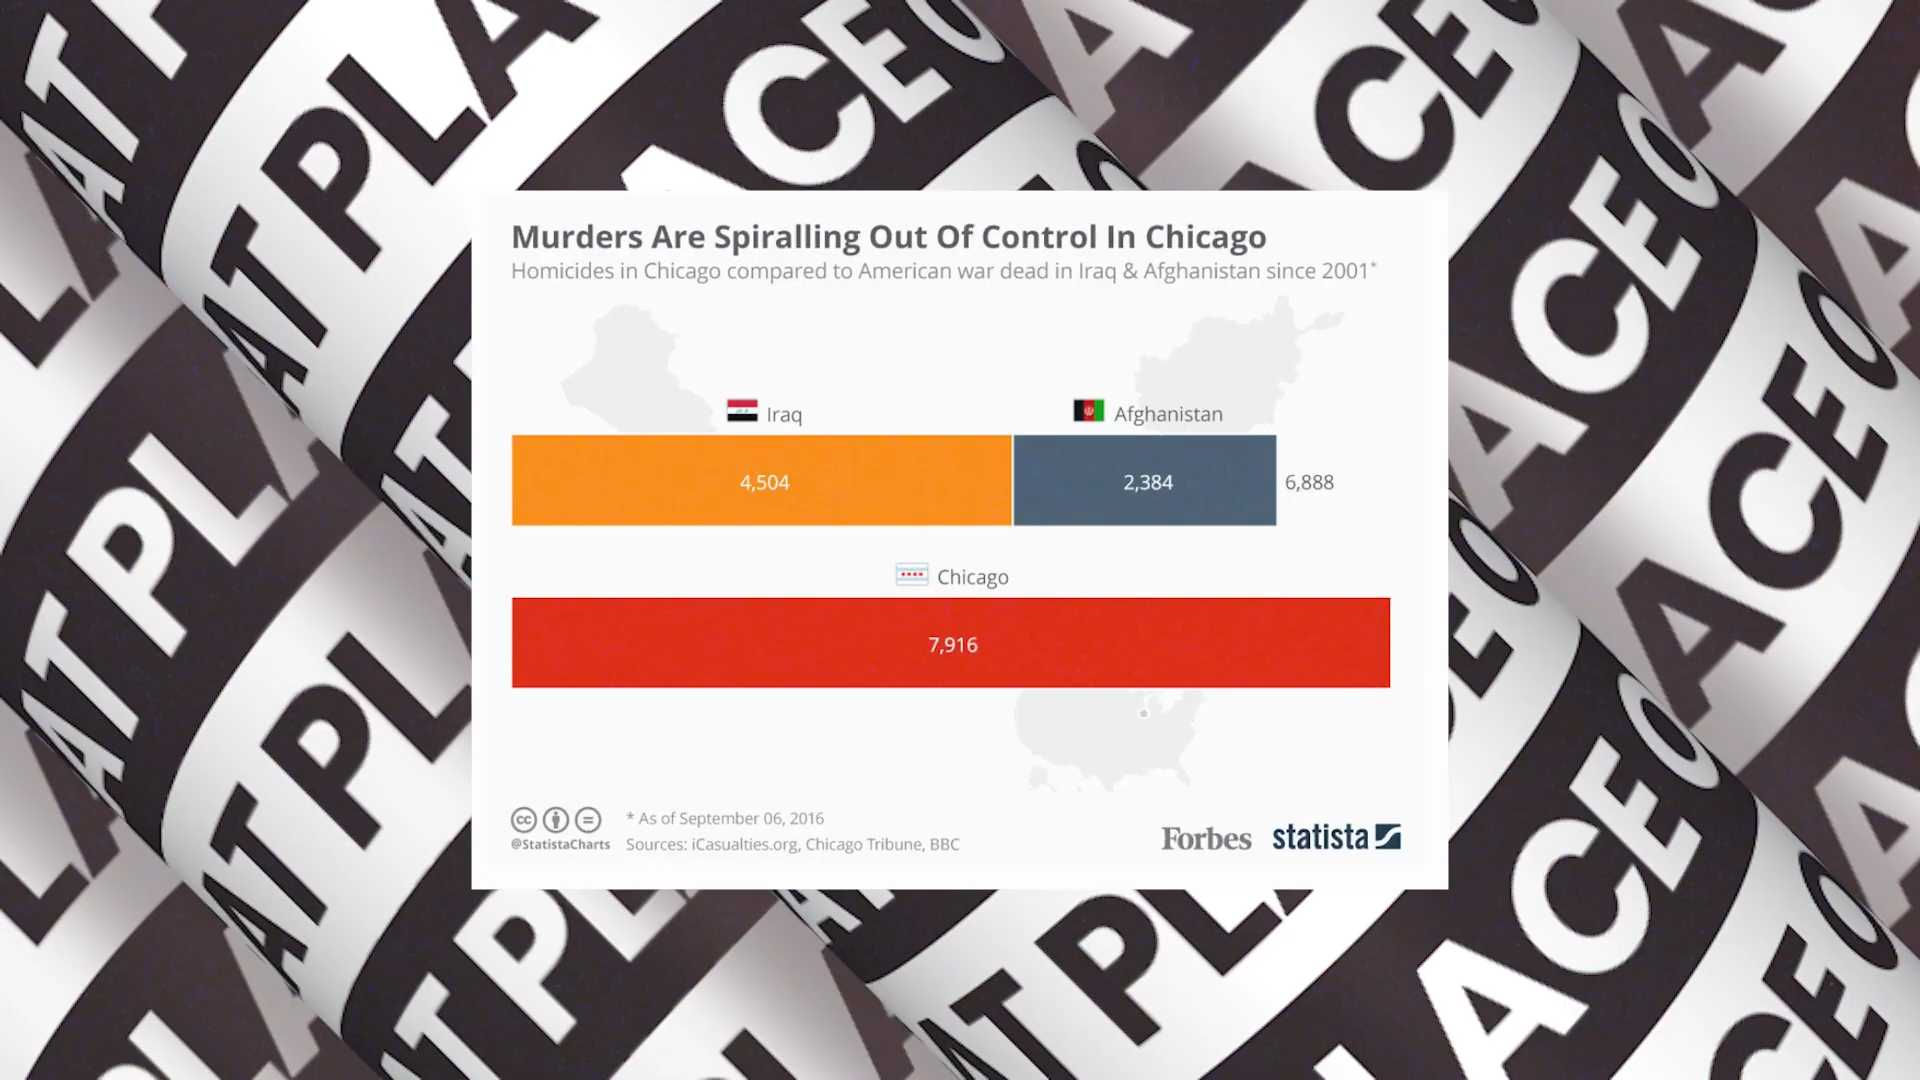 Murders Are Spiralling Out Of Control In Chicago
Homicides in Chicago compared to American war dead in Iraq & Afghanistan since 2001*
Iraq
Afghanistan
4,504
2,384
6,888
Chicago
7,916
cc
@StatistaCharts
* As of September 06, 2016
Sources: iCasualties.org, Chicago Tribune, BBC
Forbes
statista